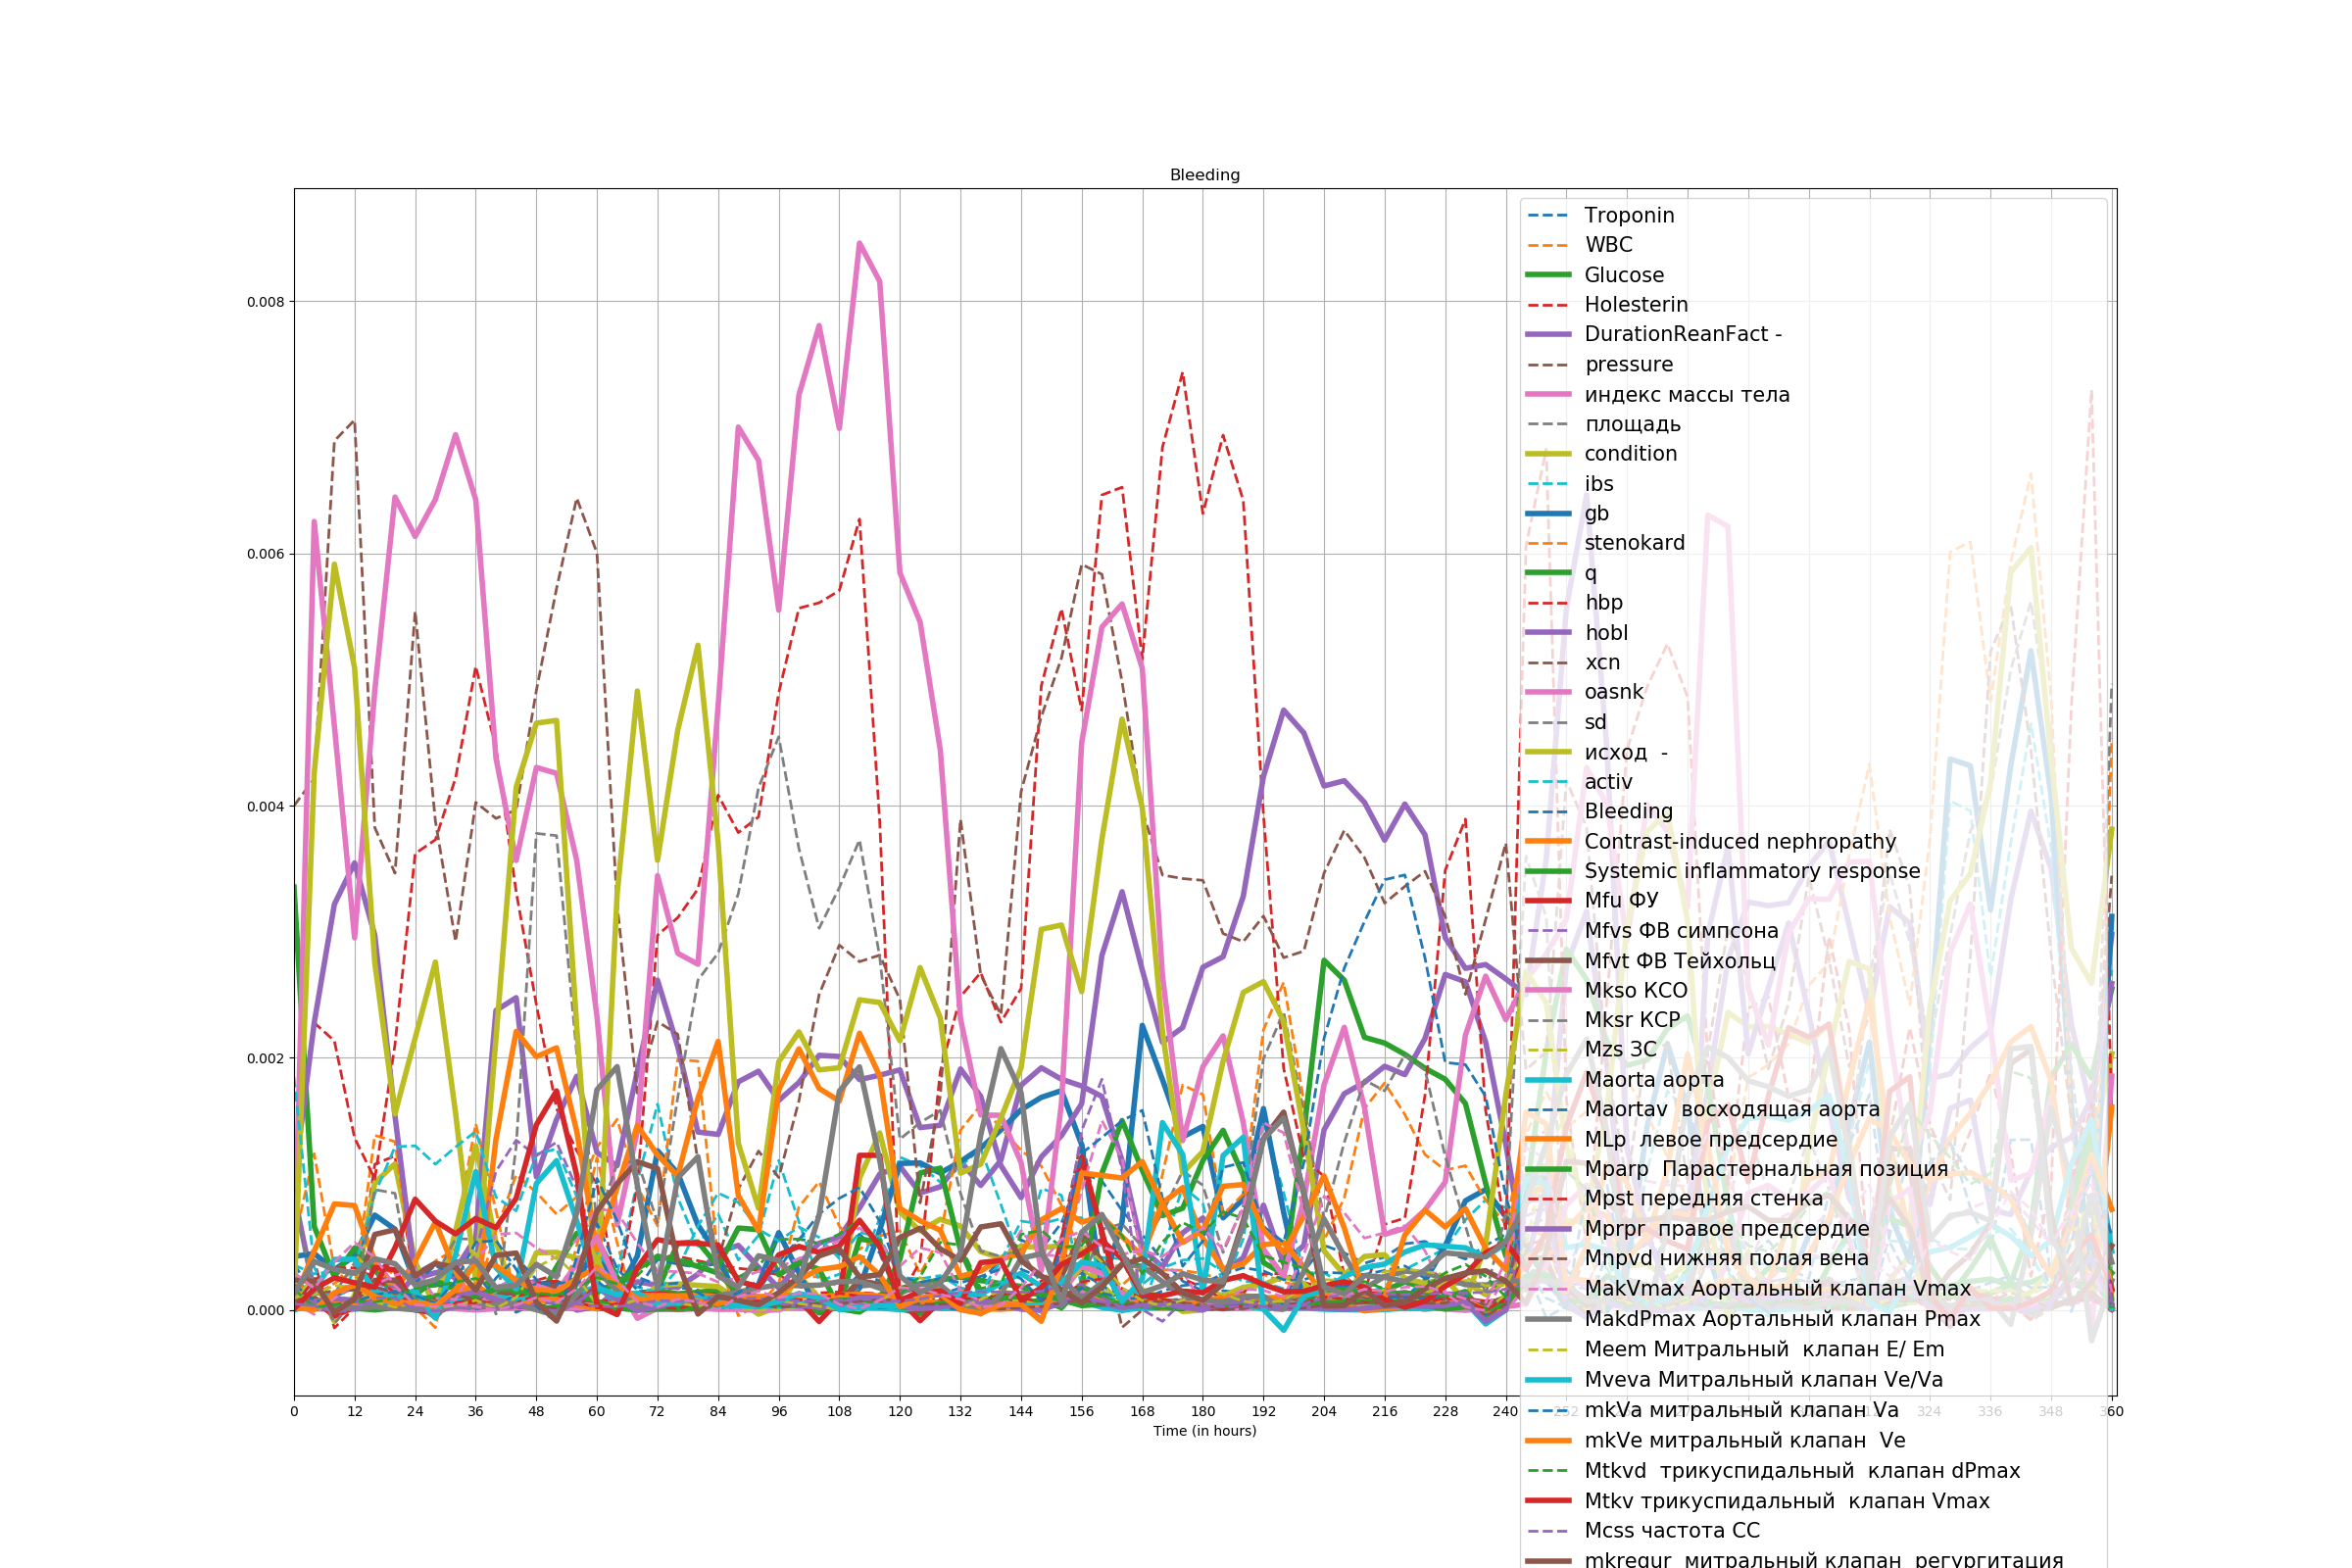 Bleeding
0.008
0.006
0.004
0.002
0.000
0 12 24 36 48 60 72 84 96 108 120 132 144 156 168 180 192 204 216 228 240 252 312 324 336 348 360
Time (in hours)
Troponin
WBC
Glucose
Holesterin
DurationReanFact -
pressure
индекс массы тела
площадь
condition
ibs
gb
stenokard
q
hbp
hobl
xcn
oasnk
sd
исход  -
activ
Bleeding
Contrast-induced nephropathy
Systemic inflammatory response
Mfu ФУ
Mfvs ФВ симпсона
Mfvt ФВ Тейхольц
Mkso КСО
Mksr КСР
Mzs ЗС
Maorta аорта
Maortav  восходящая аорта
MLp  левое предсердие
Mparp  Парастернальная позиция
Mpst передняя стенка
Mprpr  правое предсердие
Mnpvd нижняя полая вена
MakVmax Аортальный клапан Vmax
MakdPmax Аортальный клапан Pmax
Meem Митральный  клапан E/ Em
Mveva Митральный клапан Ve/Va
mkVa митральный клапан Va
mkVe митральный клапан  Ve
Mtkvd  трикуспидальный  клапан dPmax
Mtkv трикуспидальный  клапан Vmax
Mcss частота СС
mkregur  митральный клапан  регургитация